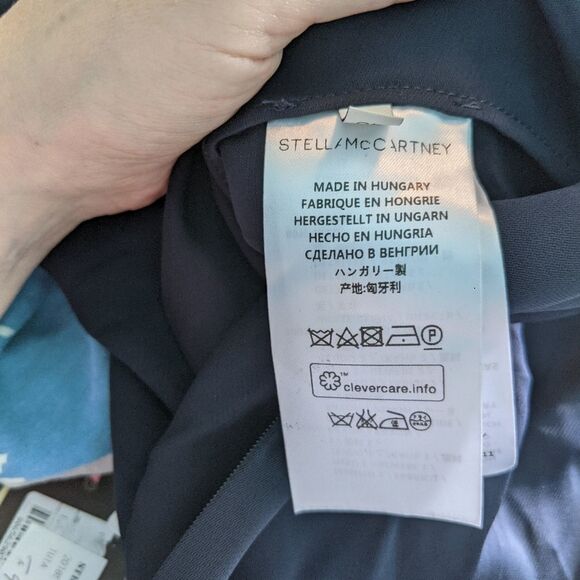 STELLA McCARTNEY
MADE IN HUNGARY
FABRIQUE EN HONGRIE
HERGESTELLT IN UNGARN
HECHO EN HUNGRIA
СДЕЛАНО В ВЕНГРИИ
ハンガリー製
产地:匈牙利
P
™
clevercare.info